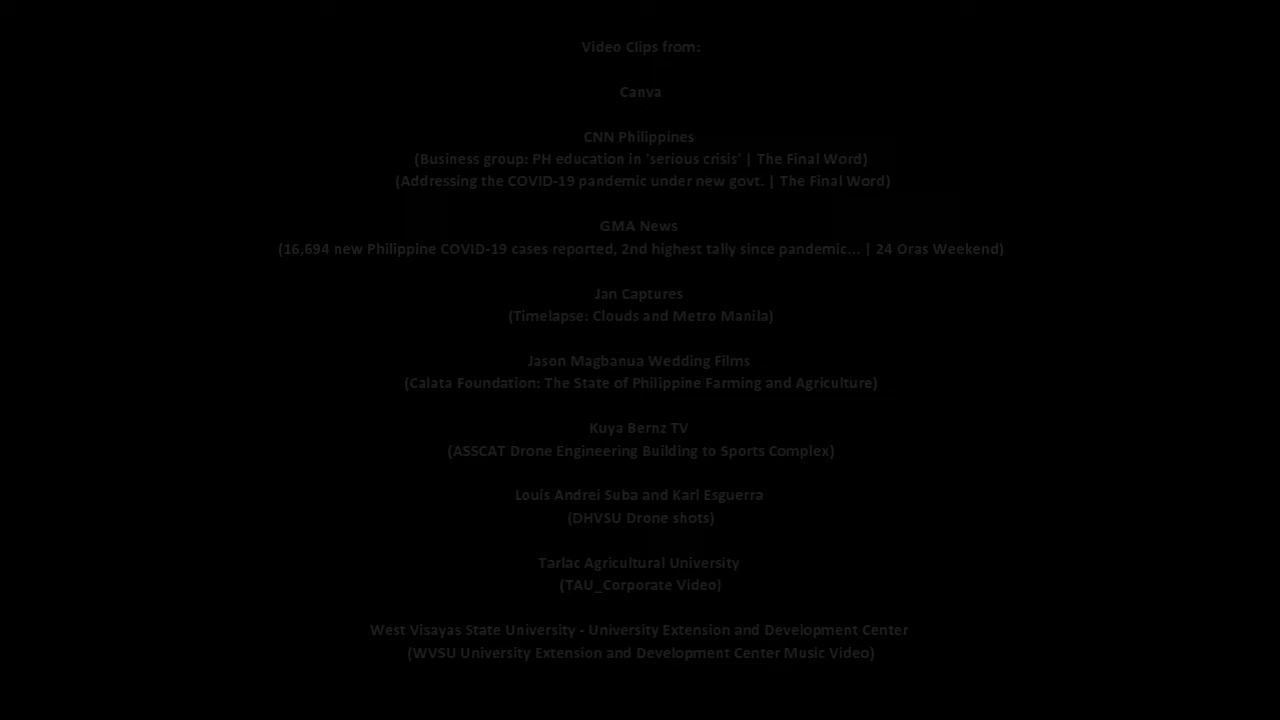 Video Clips from:
Canva
CNN Philippines
(Business group: PH education in 'serious crisis' | The Final Word)
(Addressing the COVID-19 pandemic under new govt. | The Final Word)
GMA News
(16,694 new Philippine COVID-19 cases reported, 2nd highest tally since pandemic... | 24 Oras Weekend)
Jan Captures
(Timelapse: Clouds and Metro Manila)
Jason Magbanua Wedding Films
(Calata Foundation: The State of Philippine Farming and Agriculture)
Kuya Bernz TV
(ASSCAT Drone Engineering Building to Sports Complex)
Louis Andrei Suba and Karl Esguerra
(DHVSU Drone shots)
Tarlac Agricultural University
(TAU_Corporate Video)
West Visayas State University - University Extension and Development Center
(WVSU University Extension and Development Center Music Video)